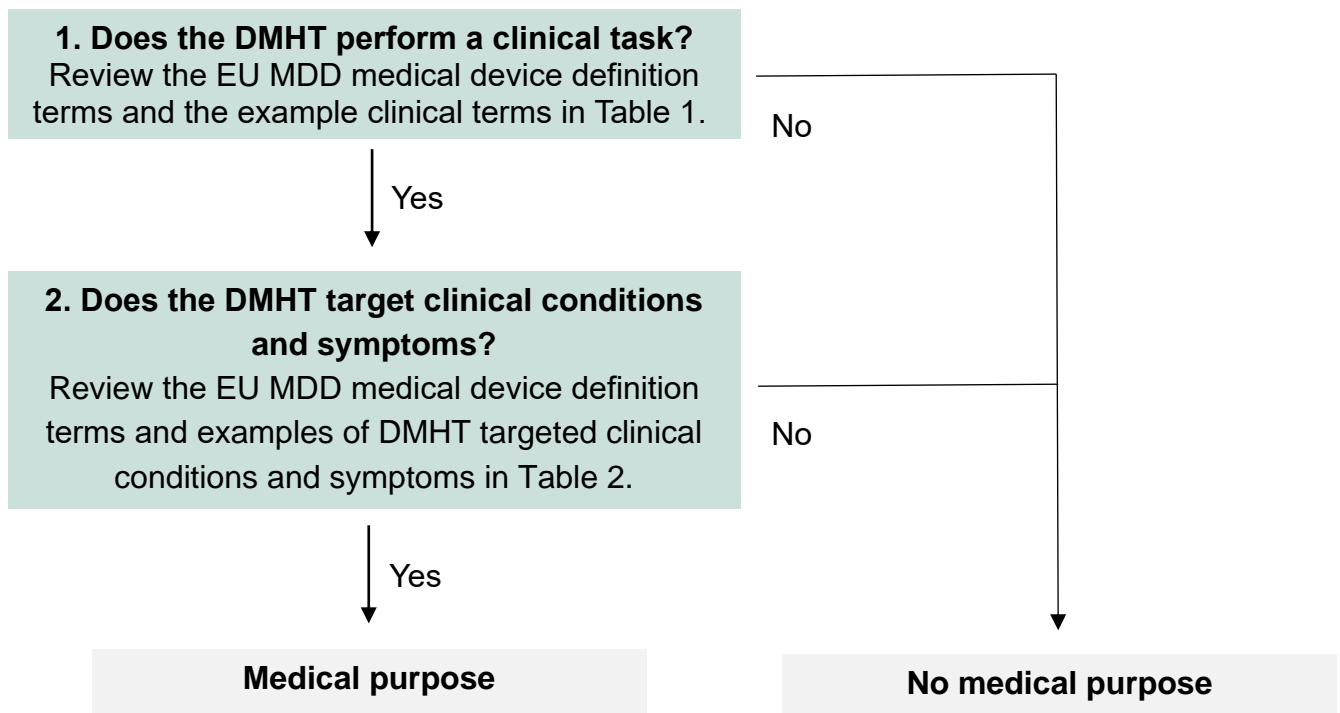 1. Does the DMHT perform a clinical task?
Review the EU MDD medical device definition
terms and the example clinical terms in Table 1.
No
Yes
2. Does the DMHT target clinical conditions
and symptoms?
Review the EU MDD medical device definition
terms and examples of DMHT targeted clinical
conditions and symptoms in Table 2.
No
Yes
Medical purpose
No medical purpose